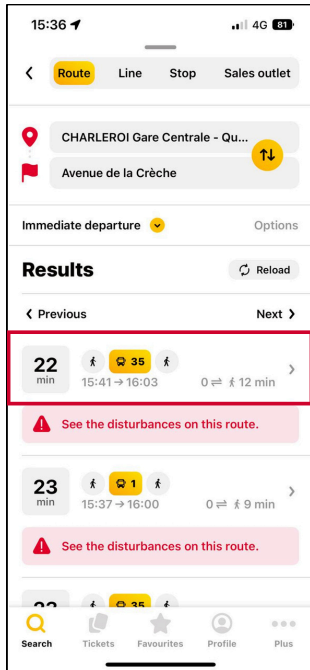 15:36 4G 81
Route Line Stop Sales outlet
CHARLEROI Gare Centrale - Qu...
Avenue de la Crèche
Immediate departure Options
Results Reload
Previous Next
22 35
min 15:41 → 16:03 0 ⇌ 12 min
See the disturbances on this route.
23 1
min 15:37 → 16:00 0 ⇌ 9 min
See the disturbances on this route.
22 35
Search Tickets Favourites Profile Plus